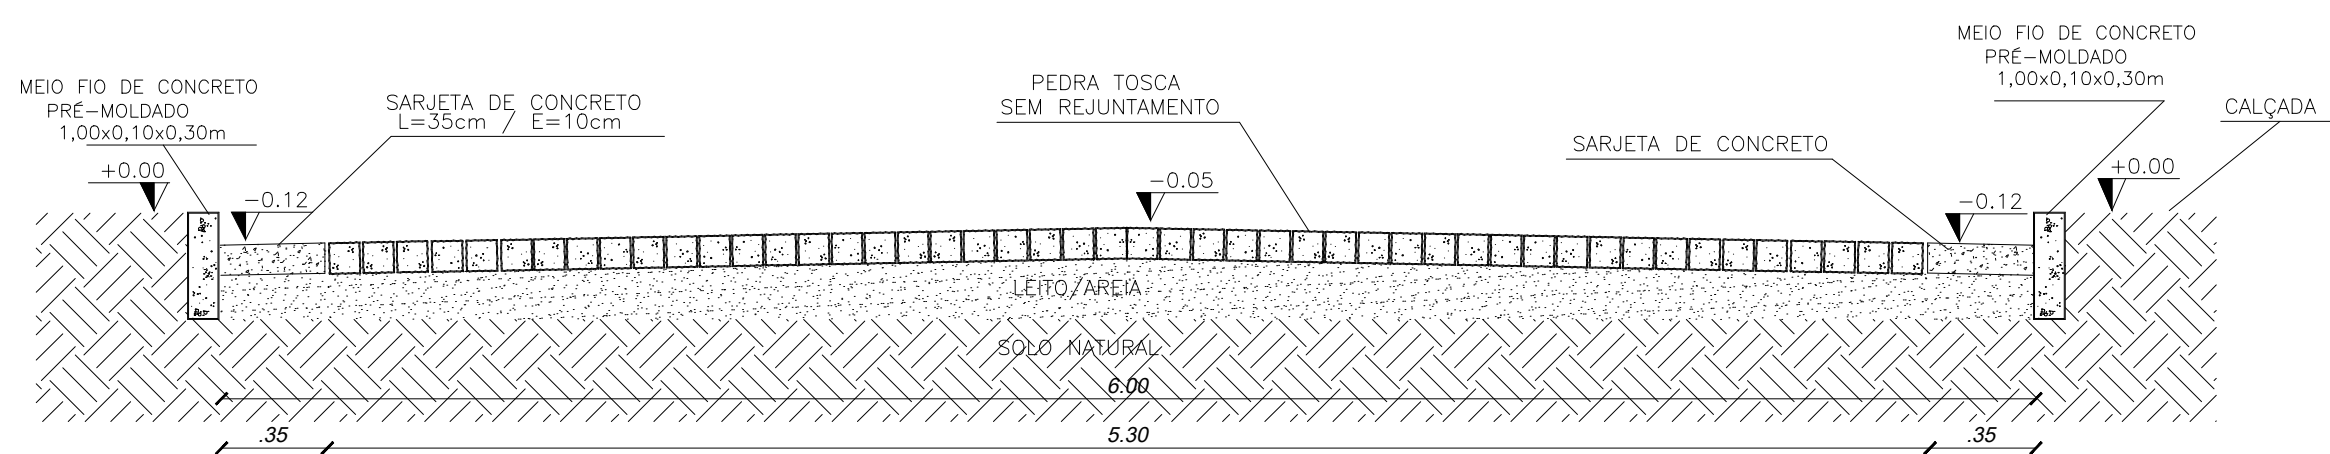 MEIO FIO DE CONCRETO
PRÉ-MOLDADO
1,00x0,10x0,30m
+0.00
-0.12
SARJETA DE CONCRETO
L=35cm / E=10cm
PEDRA TOSCA
SEM REJUNTAMENTO
-0.05
SARJETA DE CONCRETO
MEIO FIO DE CONCRETO
PRÉ-MOLDADO
1,00x0,10x0,30m
CALÇADA
+0.00
-0.12
LEITO/AREIA
SOLO NATURAL
6.00
.35
5.30
.35